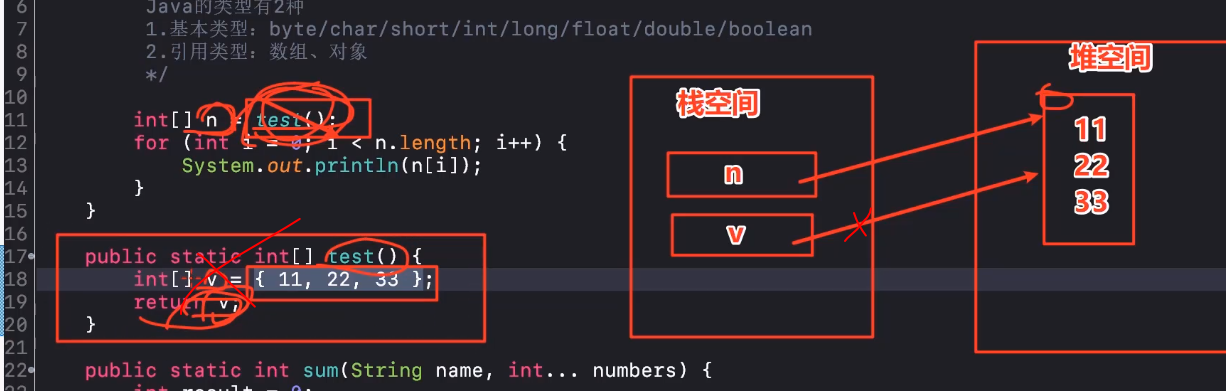 6 Java的类型有2种
7 1.基本类型：byte/char/short/int/long/float/double/boolean
8 2.引用类型：数组、对象
9 */
10
11 int[] n = test();
12 for (int i = 0; i < n.length; i++) {
13 System.out.println(n[i]);
14 }
15 }
16
17 public static int[] test() {
18 int[] v = { 11, 22, 33 };
19 return v;
20 }
21
22 public static int sum(String name, int... numbers) {
23 int result = 0;
栈空间
n
v
堆空间
11
22
33